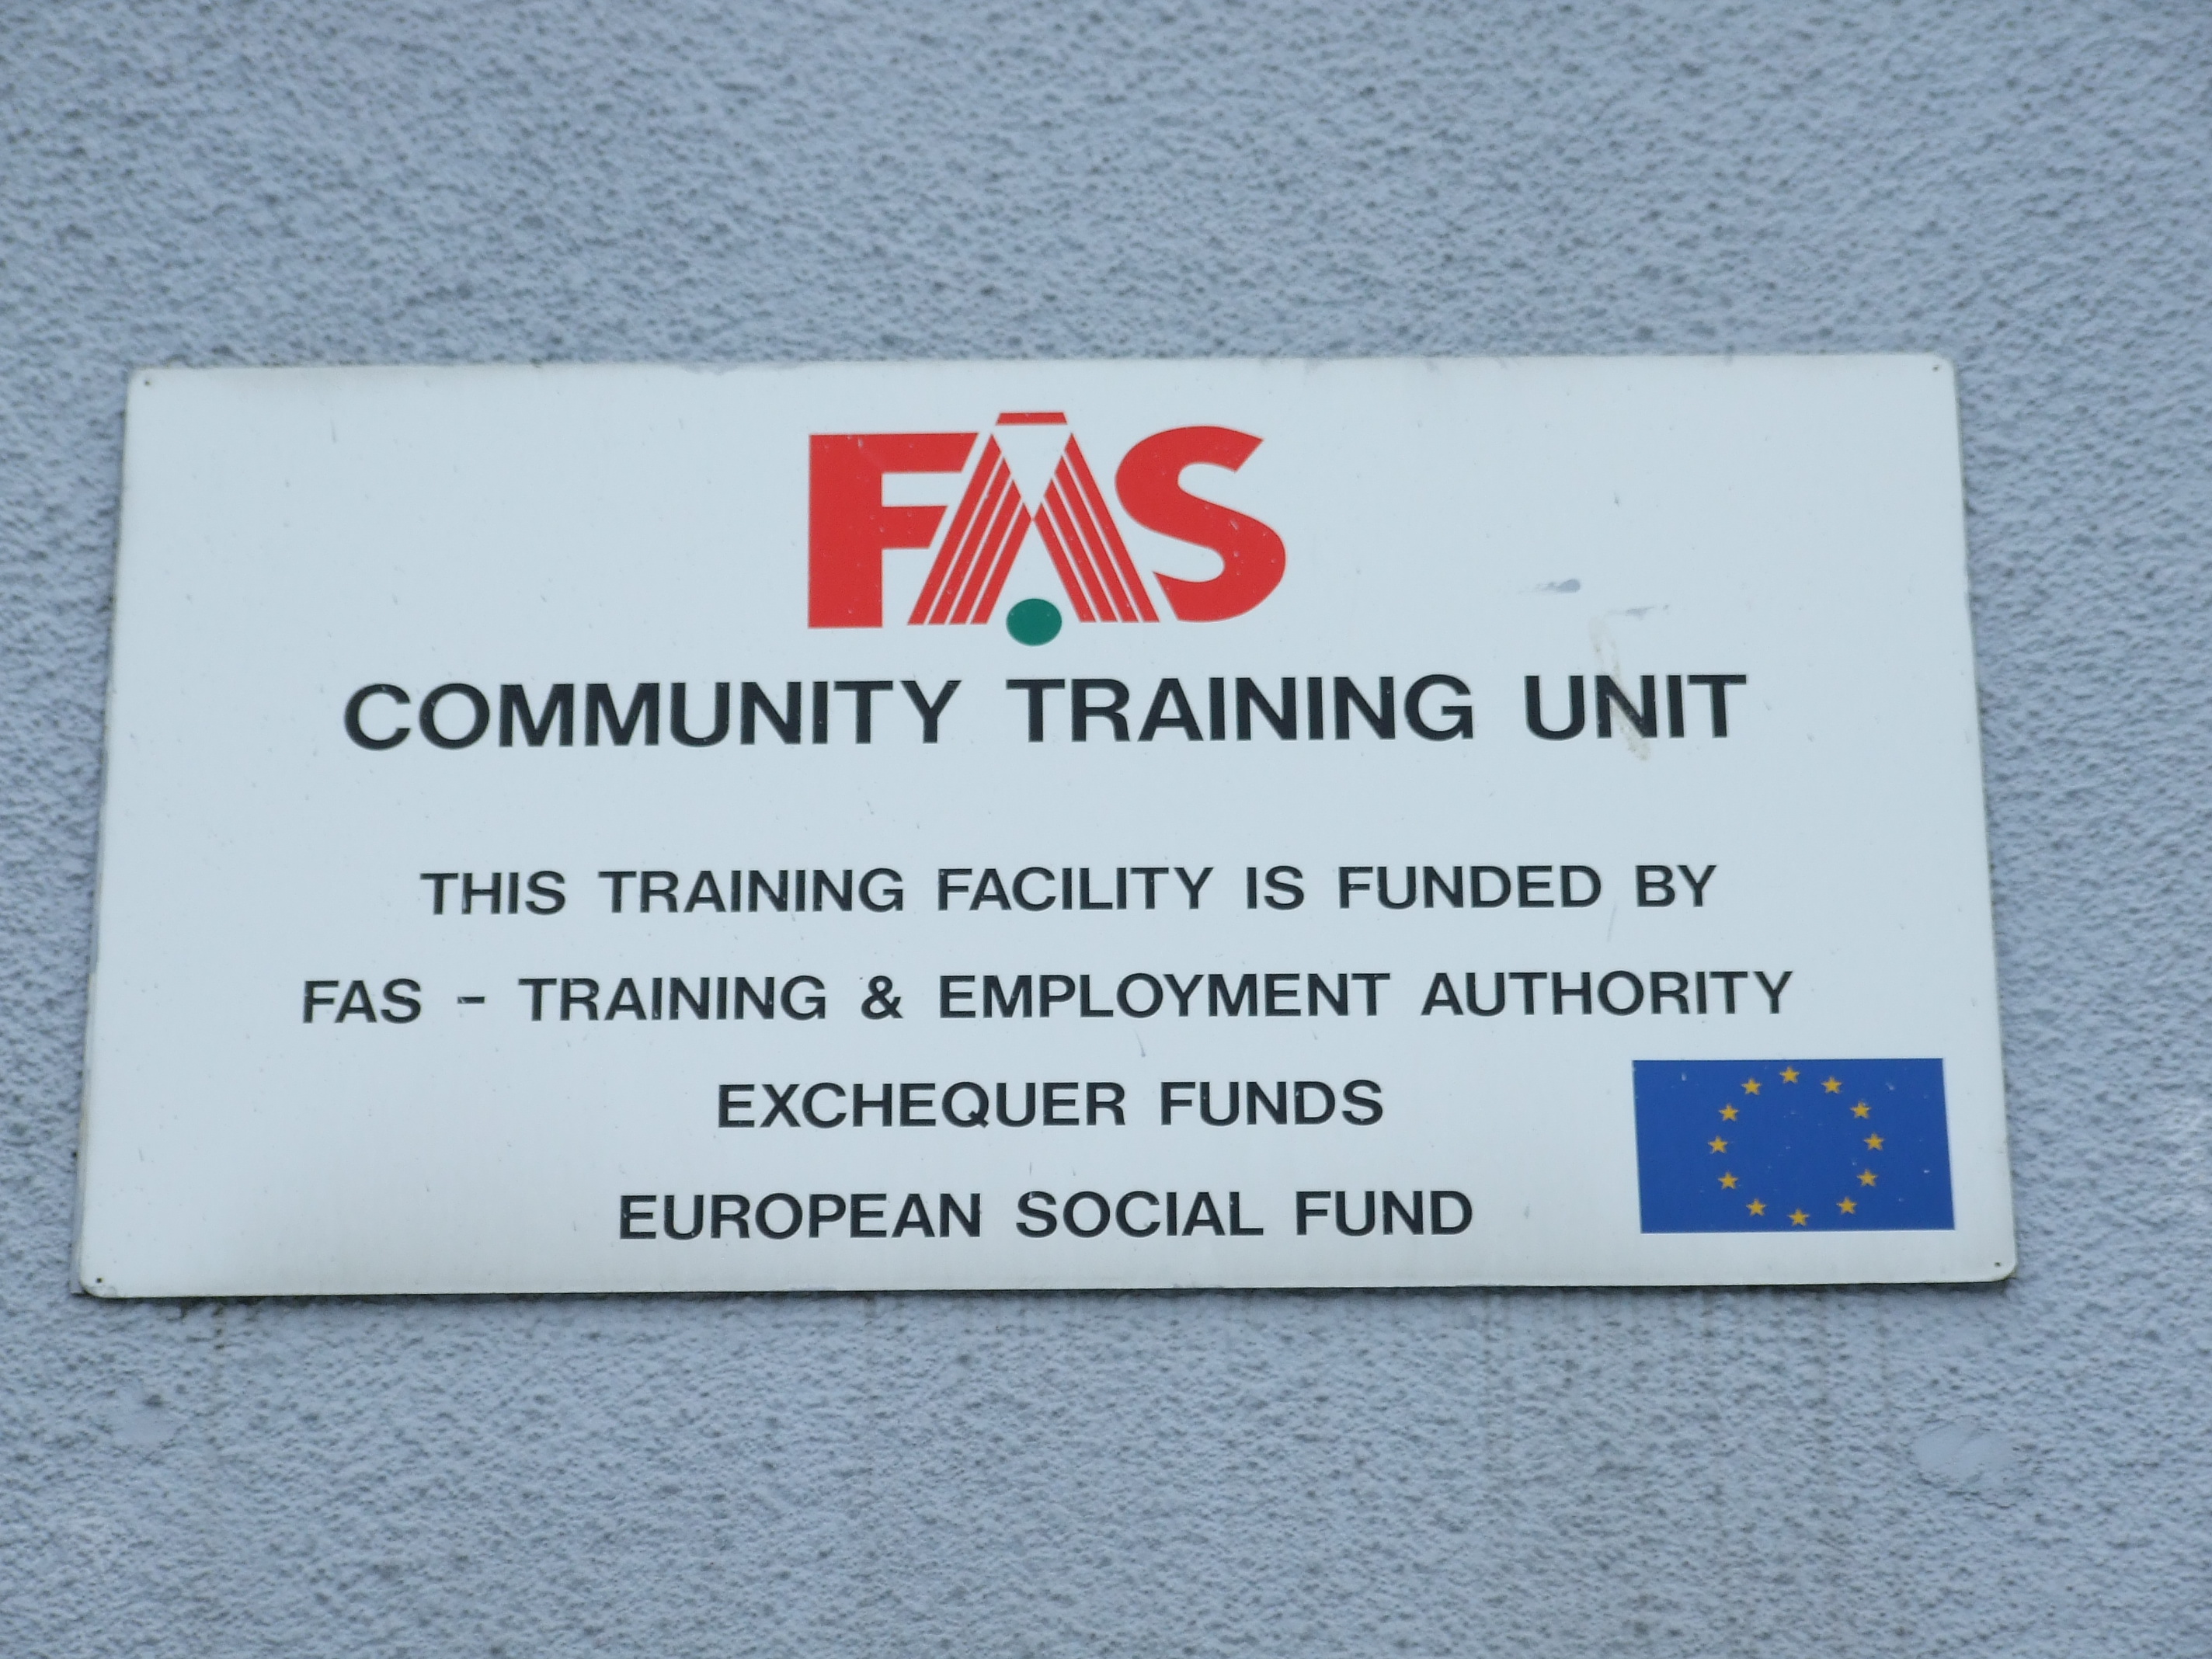 FÁS
COMMUNITY TRAINING UNIT
THIS TRAINING FACILITY IS FUNDED BY
FAS - TRAINING & EMPLOYMENT AUTHORITY
EXCHEQUER FUNDS
EUROPEAN SOCIAL FUND